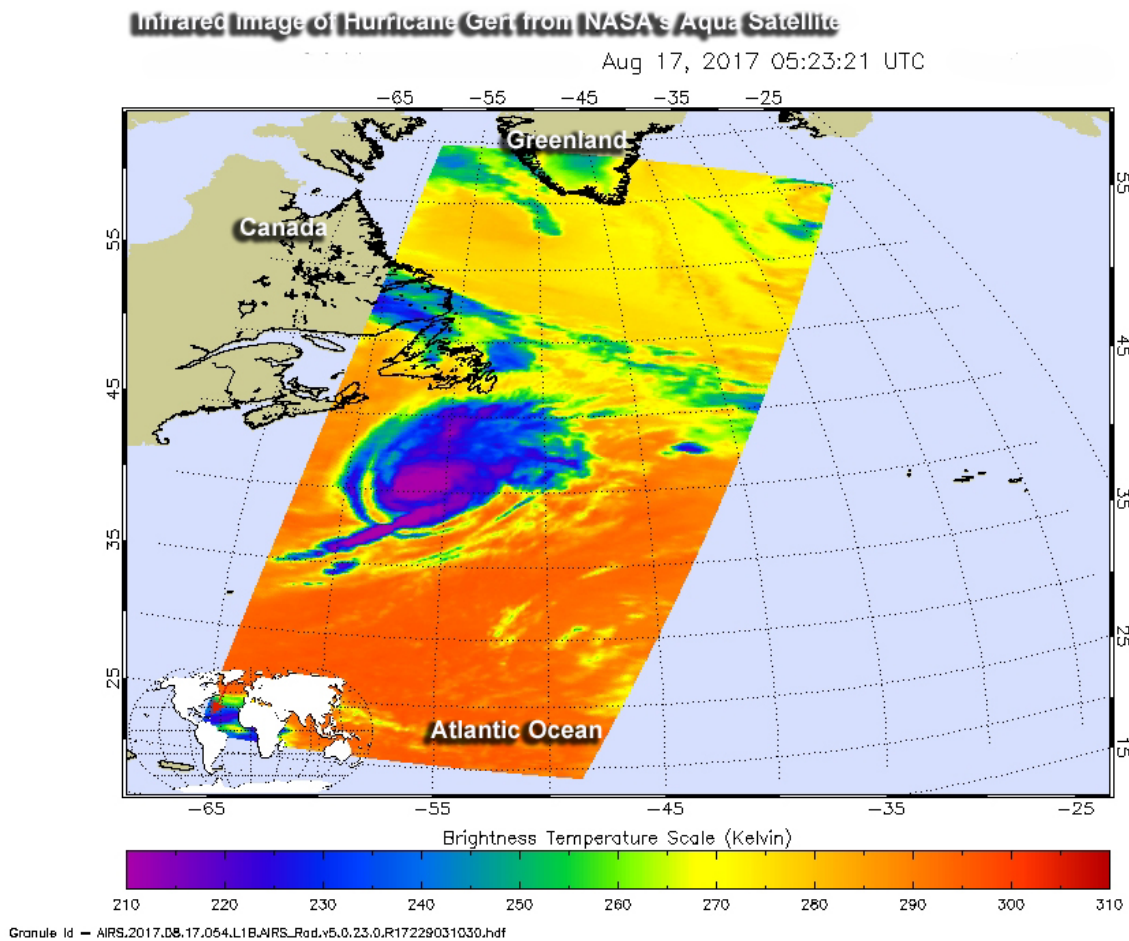 Infrared Image of Hurricane Gert from NASA's Aqua Satellite
Aug 17, 2017 05:23:21 UTC
-65 -55 -45 -35 -25
Greenland
55
Canada
55
45
45
35
35
25
25
Atlantic Ocean
15
-65 -55 -45 -35 -25
Brightness Temperature Scale (Kelvin)
210 220 230 240 250 260 270 280 290 300 310
Granule Id – AIRS.2017.08.17.054.L1B.AIRS_Rad.v5.0.23.0.R17229031030.hdf